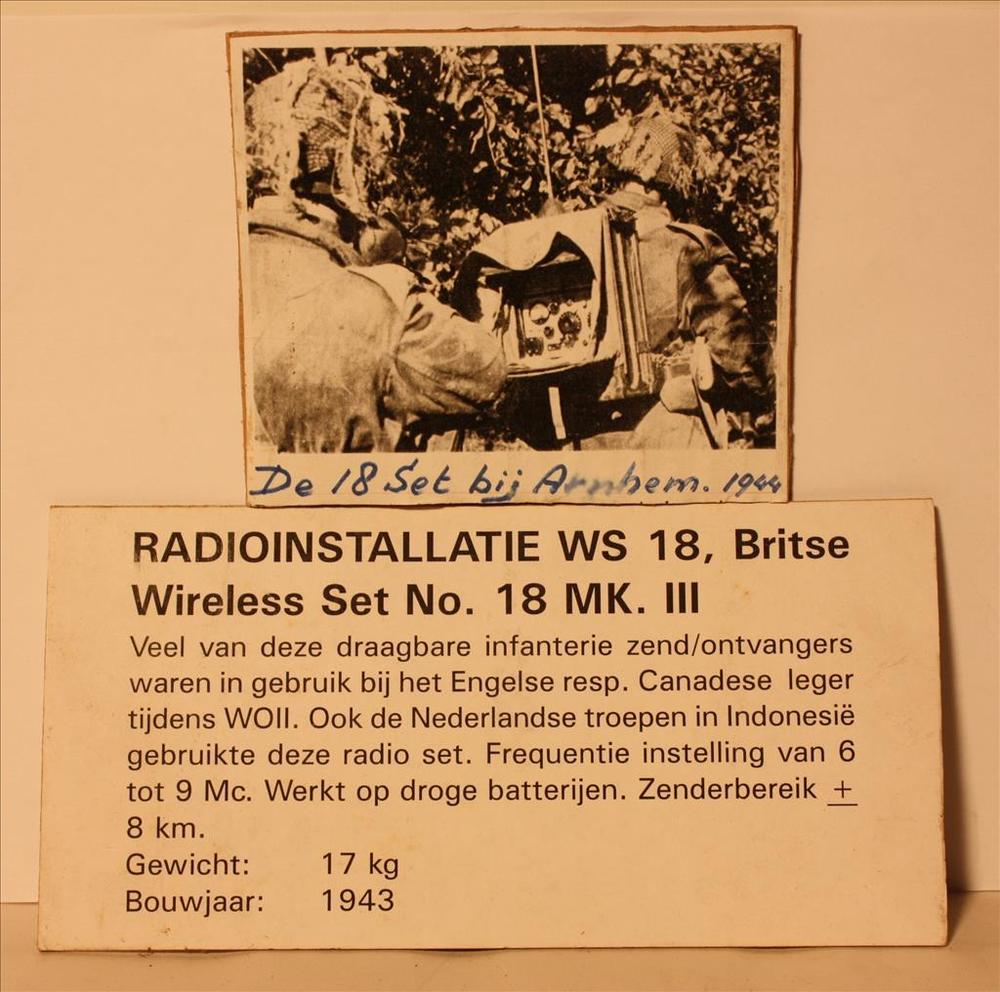 De 18 Set bij Arnhem. 1944
RADIOINSTALLATIE WS 18, Britse
Wireless Set No. 18 MK. III
Veel van deze draagbare infanterie zend/ontvangers
waren in gebruik bij het Engelse resp. Canadese leger
tijdens WOII. Ook de Nederlandse troepen in Indonesië
gebruikte deze radio set. Frequentie instelling van 6
tot 9 Mc. Werkt op droge batterijen. Zenderbereik ±
8 km.
Gewicht: 17 kg
Bouwjaar: 1943